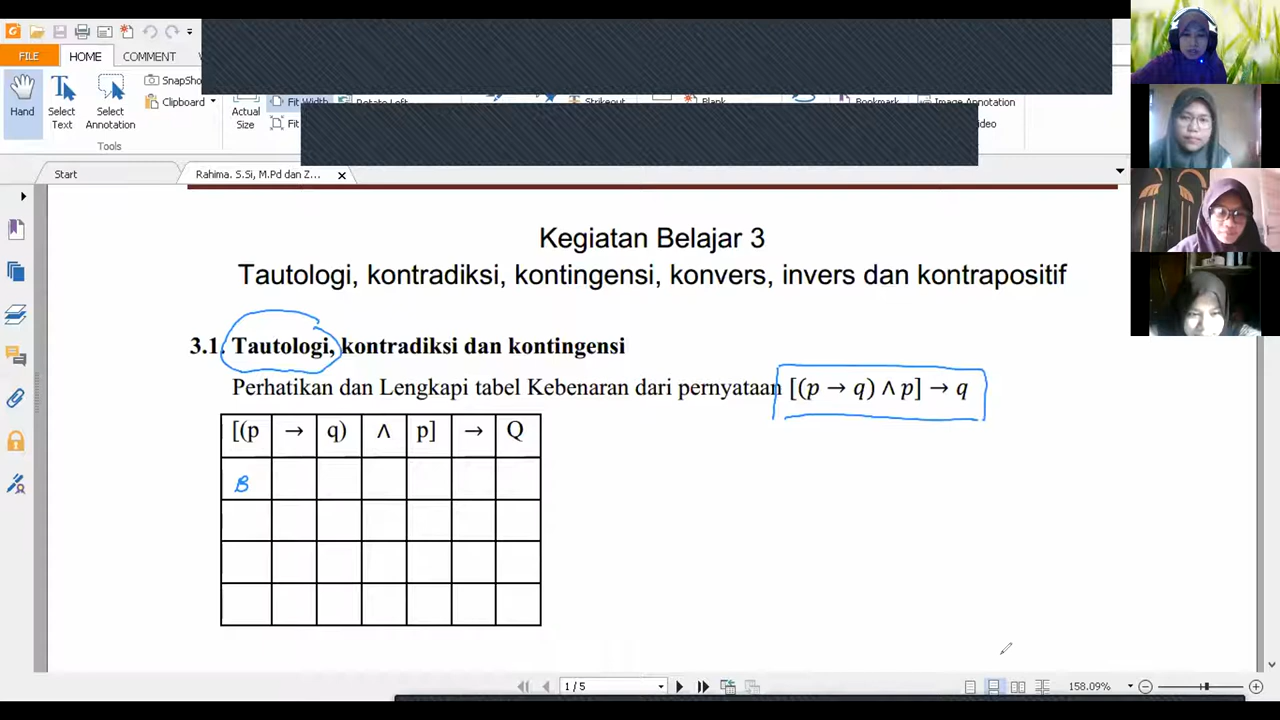 FILE HOME COMMENT
SnapSho
Clipboard
Hand Select Text Select Annotation
Actual Size Fit Width Rotate Left
Fit
Strikeout Blank Bookmark Image Annotation
Tools
Start Rahima. S.Si, M.Pd dan Z...
Kegiatan Belajar 3
Tautologi, kontradiksi, kontingensi, konvers, invers dan kontrapositif
3.1. Tautologi, kontradiksi dan kontingensi
Perhatikan dan Lengkapi tabel Kebenaran dari pernyataan [(p → q) ∧ p] → q
[(p → q) ∧ p] → Q
B
1 / 5
158.09%